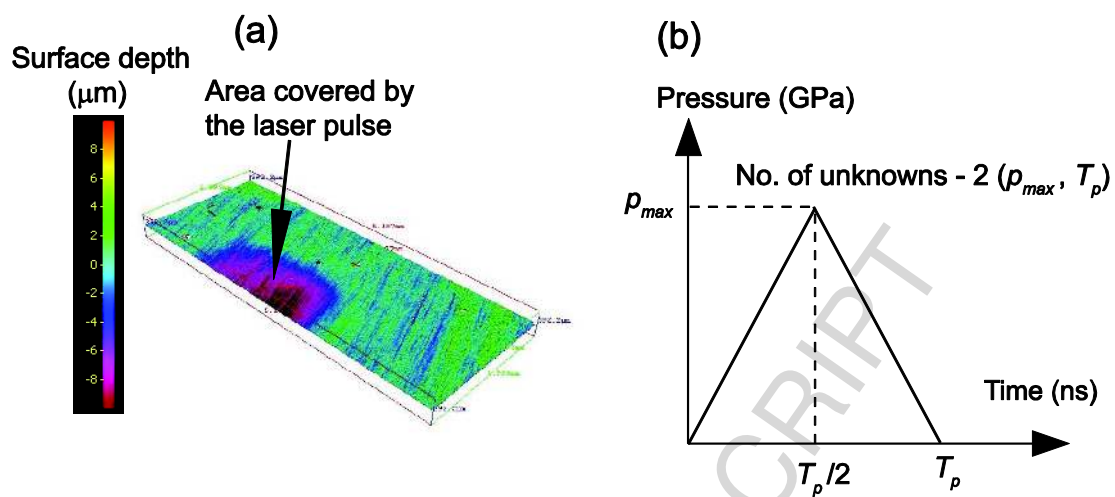 (a)
Surface depth
(μm)
Area covered by
the laser pulse
8
6
4
2
0
-2
-4
-6
-8
(b)
Pressure (GPa)
No. of unknowns - 2 (pmax , Tp)
pmax
Time (ns)
Tp/2
Tp
CRIPT